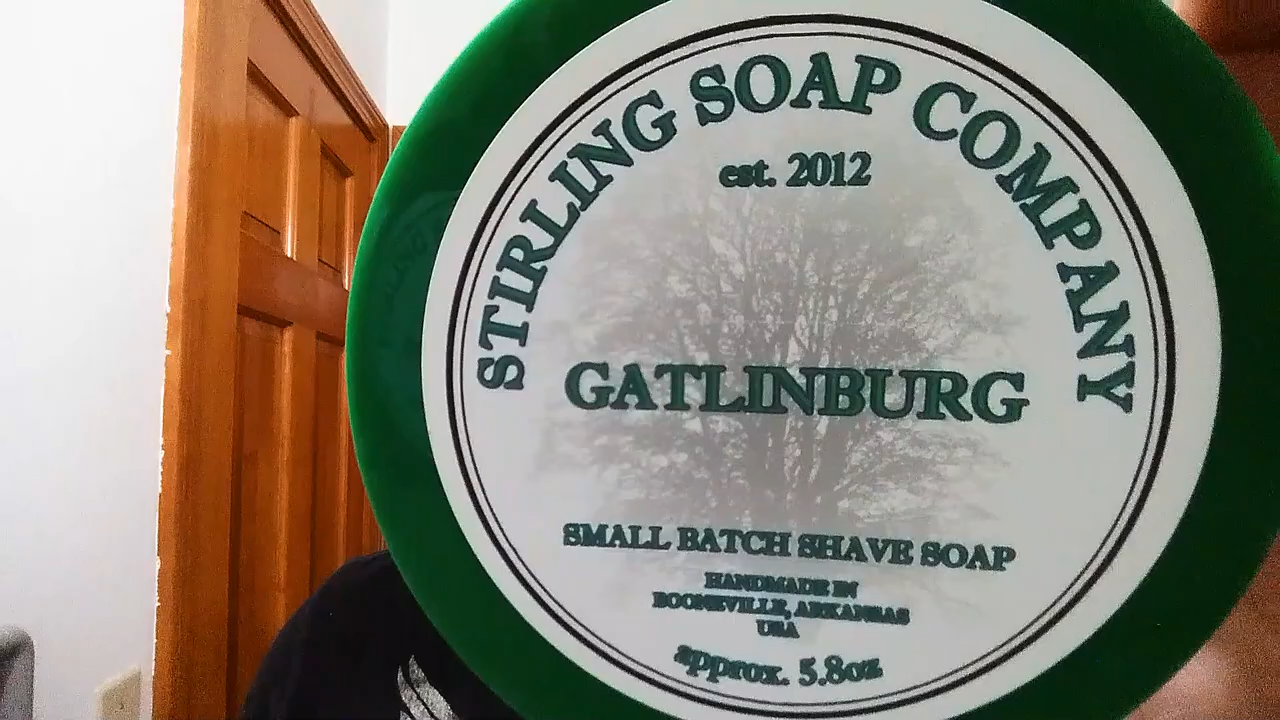 STIRLING SOAP COMPANY
est. 2012
GATLINBURG
SMALL BATCH SHAVE SOAP
HANDMADE IN
BOONEVILLE, ARKANSAS
USA
approx. 5.8oz